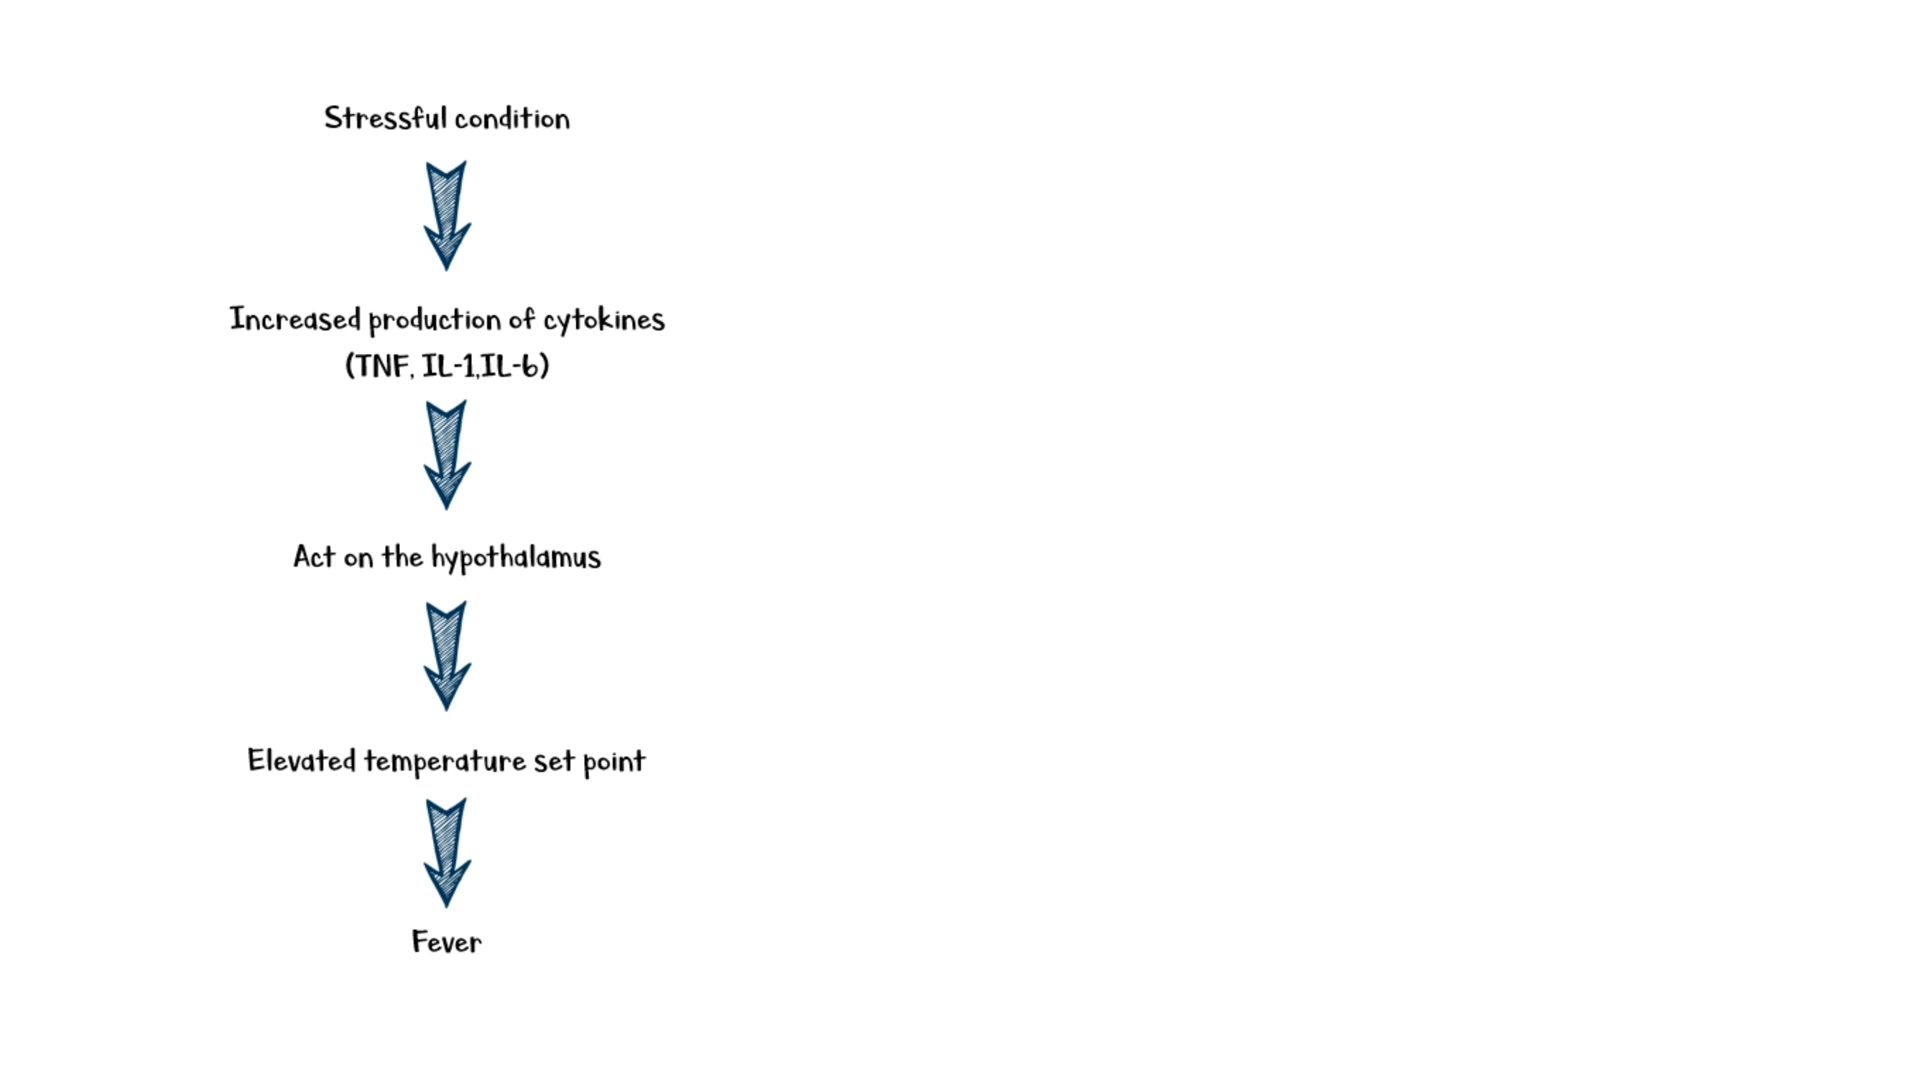 Stressful condition
Increased production of cytokines
(TNF, IL-1,IL-6)
Act on the hypothalamus
Elevated temperature set point
Fever